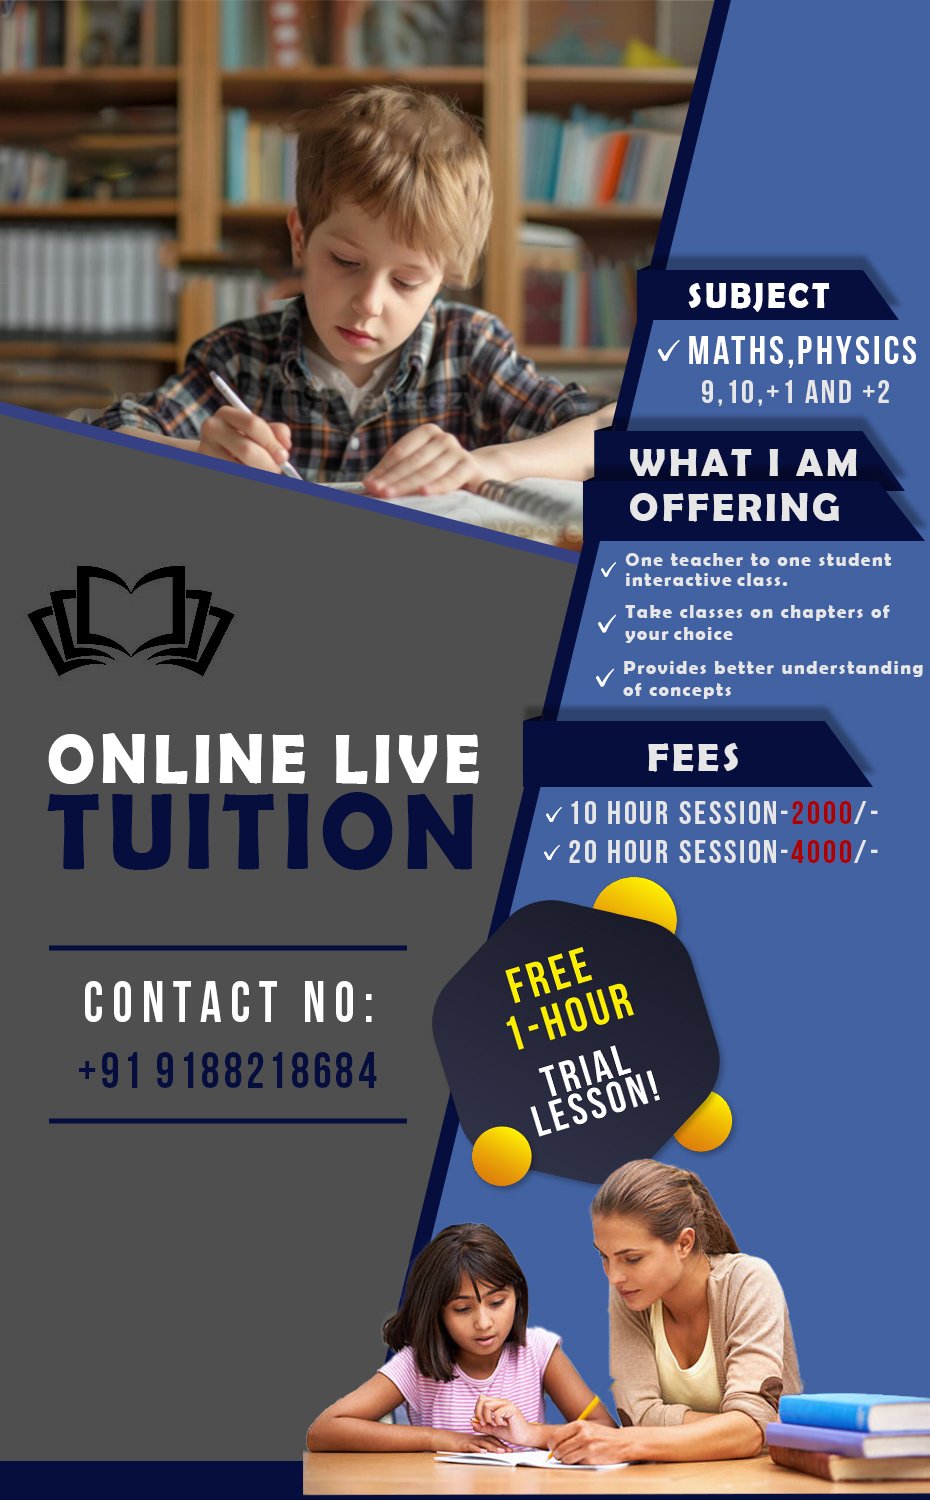 SUBJECT
MATHS,PHYSICS
9,10,+1 AND +2
WHAT I AM
OFFERING
One teacher to one student
interactive class.
Take classes on chapters of
your choice
Provides better understanding
of concepts
FEES
10 HOUR SESSION-2000/-
20 HOUR SESSION-4000/-
ONLINE LIVE
TUITION
CONTACT NO:
+91 9188218684
FREE
1-HOUR
TRIAL
LESSON!